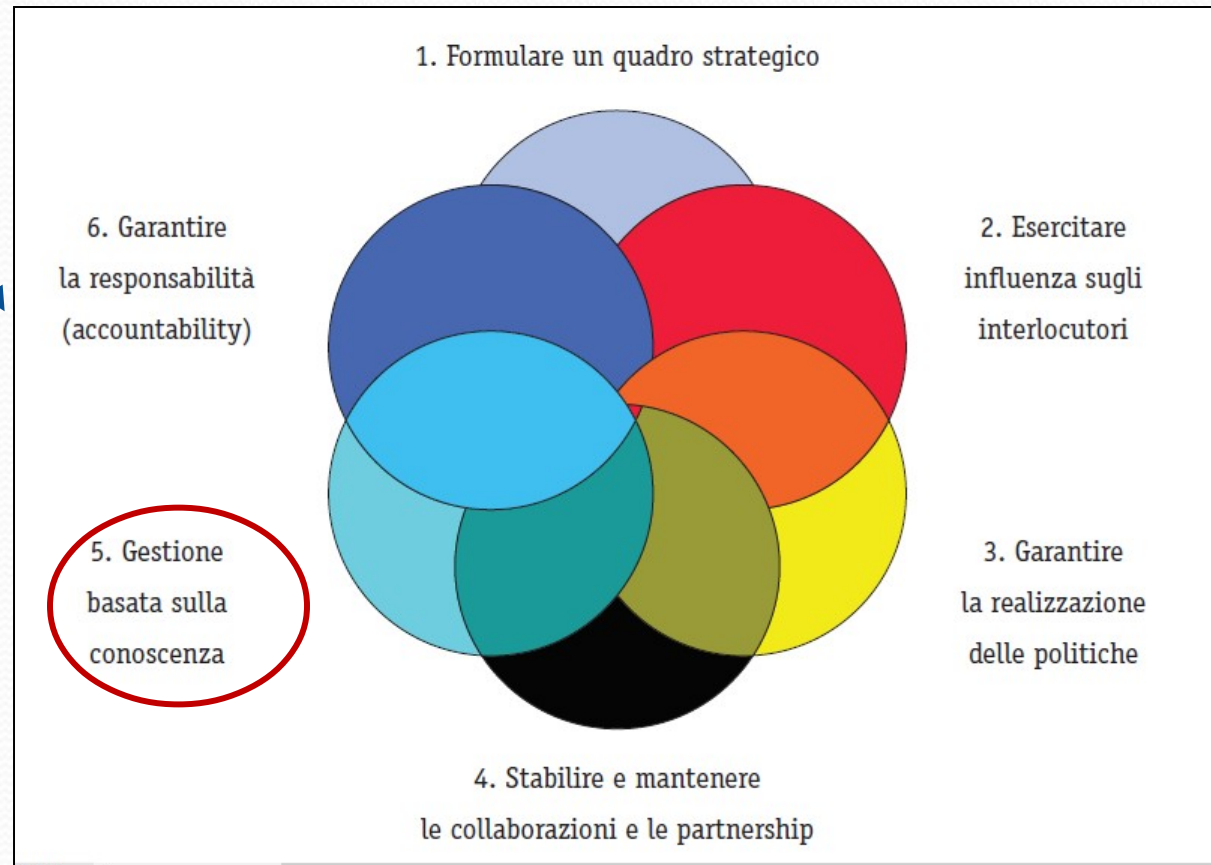 1. Formulare un quadro strategico
2. Esercitare
influenza sugli
interlocutori
3. Garantire
la realizzazione
delle politiche
4. Stabilire e mantenere
le collaborazioni e le partnership
5. Gestione
basata sulla
conoscenza
6. Garantire
la responsabilità
(accountability)